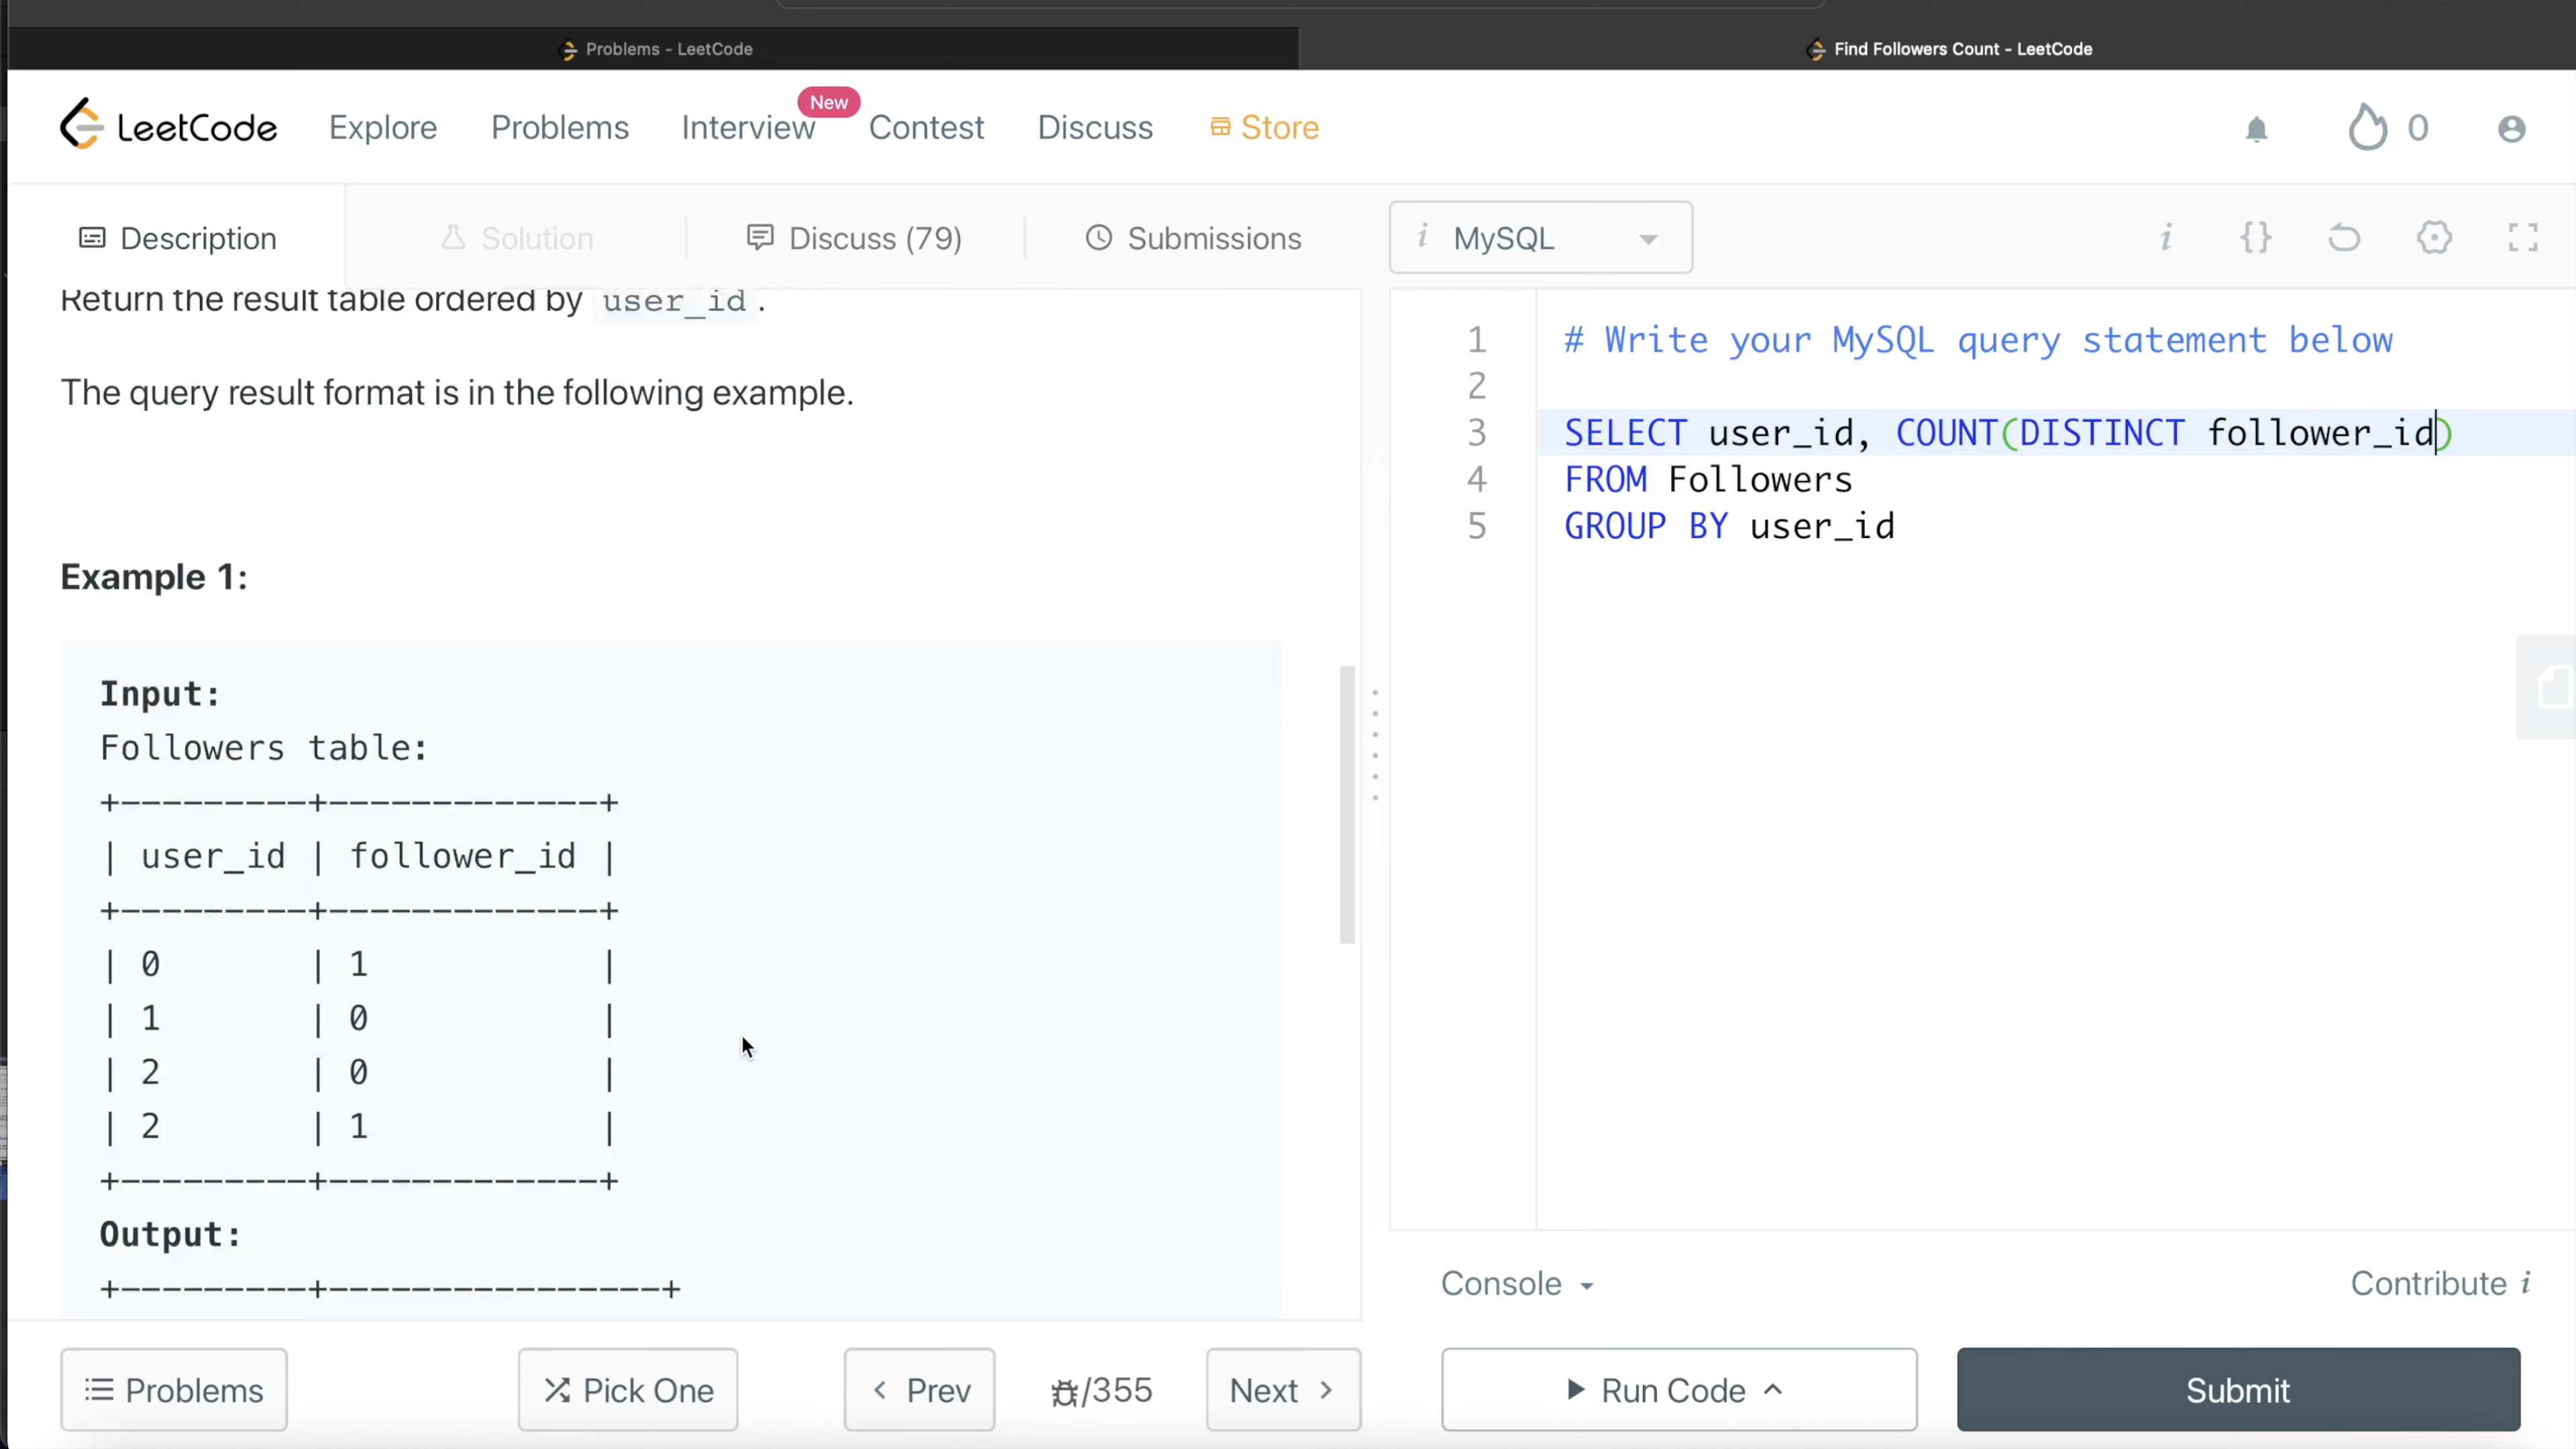 Problems - LeetCode
Find Followers Count - LeetCode
LeetCode Explore Problems Interview New Contest Discuss Store 0
Description Solution Discuss (79) Submissions
i MySQL i {}
Return the result table ordered by user_id .
The query result format is in the following example.
Example 1:
Input:
Followers table:
+---------+-------------+
| user_id | follower_id |
+---------+-------------+
| 0       | 1           |
| 1       | 0           |
| 2       | 0           |
| 2       | 1           |
+---------+-------------+
Output:
+---------+----------------+
1 # Write your MySQL query statement below
2
3 SELECT user_id, COUNT(DISTINCT follower_id)
4 FROM Followers
5 GROUP BY user_id
Console
Contribute i
Problems Pick One < Prev /355 Next >
Run Code
Submit